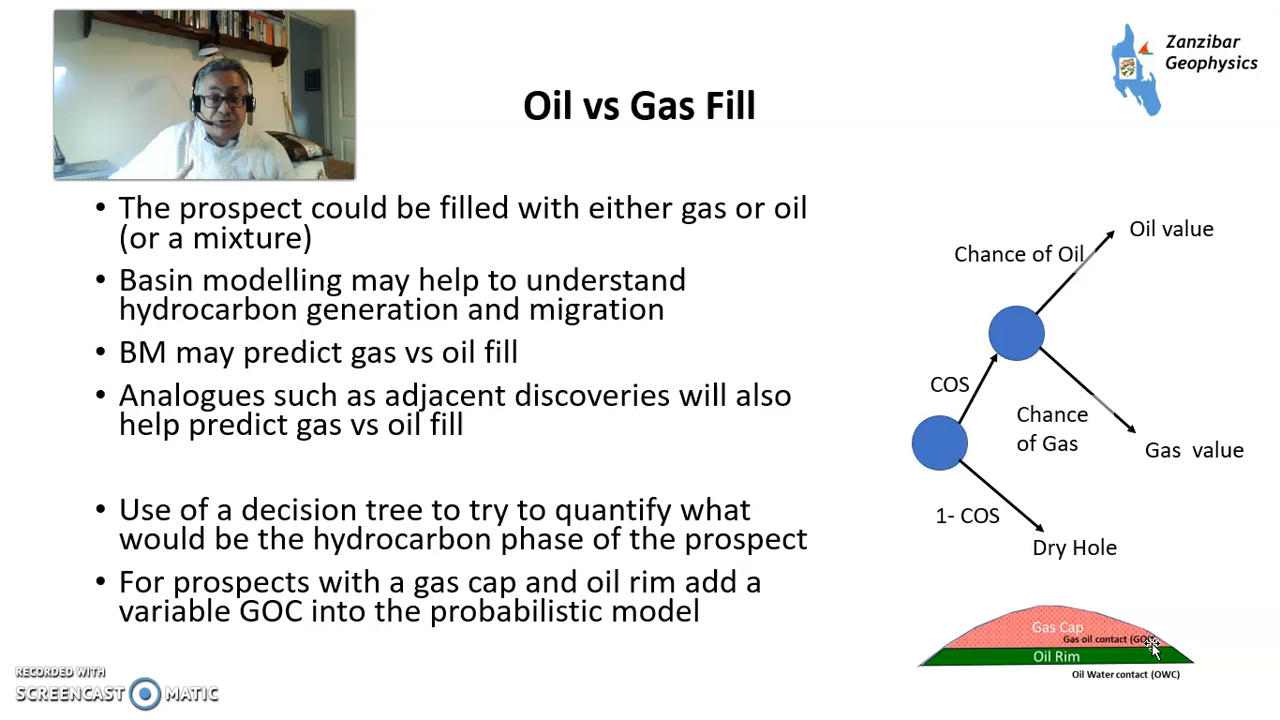 Zanzibar
Geophysics
Oil vs Gas Fill
• The prospect could be filled with either gas or oil
(or a mixture)
• Basin modelling may help to understand
hydrocarbon generation and migration
• BM may predict gas vs oil fill
• Analogues such as adjacent discoveries will also
help predict gas vs oil fill
• Use of a decision tree to try to quantify what
would be the hydrocarbon phase of the prospect
• For prospects with a gas cap and oil rim add a
variable GOC into the probabilistic model
Oil value
Chance of Oil
COS
Chance
of Gas
Gas value
1- COS
Dry Hole
Gas Cap
Gas oil contact (GOC)
Oil Rim
Oil Water contact (OWC)
RECORDED WITH
SCREENCAST MATIC